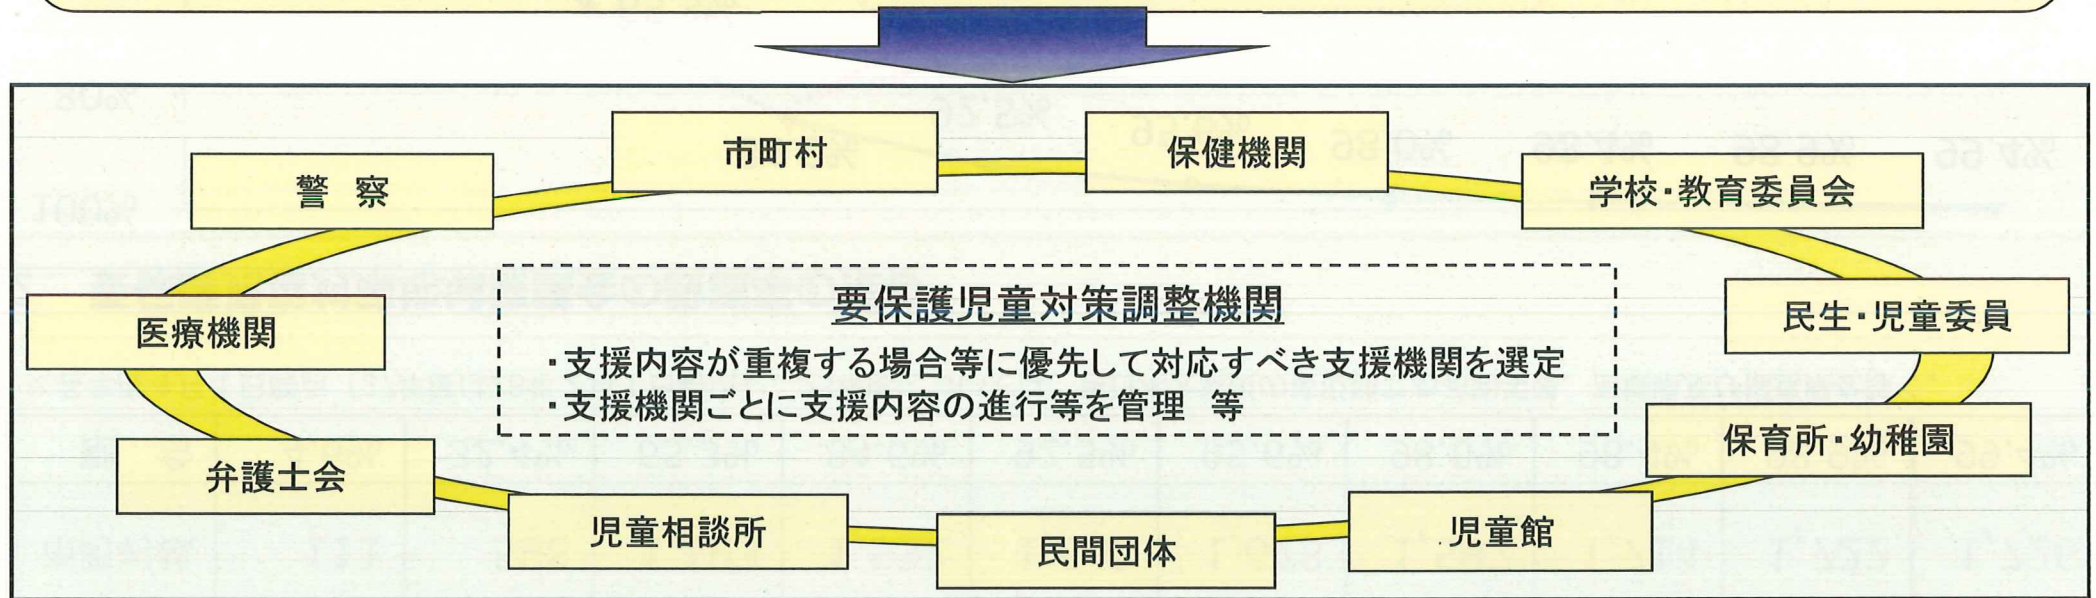 市町村
保健機関
警 察
学校・教育委員会
医療機関
要保護児童対策調整機関
・支援内容が重複する場合等に優先して対応すべき支援機関を選定
・支援機関ごとに支援内容の進行等を管理 等
民生・児童委員
弁護士会
保育所・幼稚園
児童相談所
民間団体
児童館